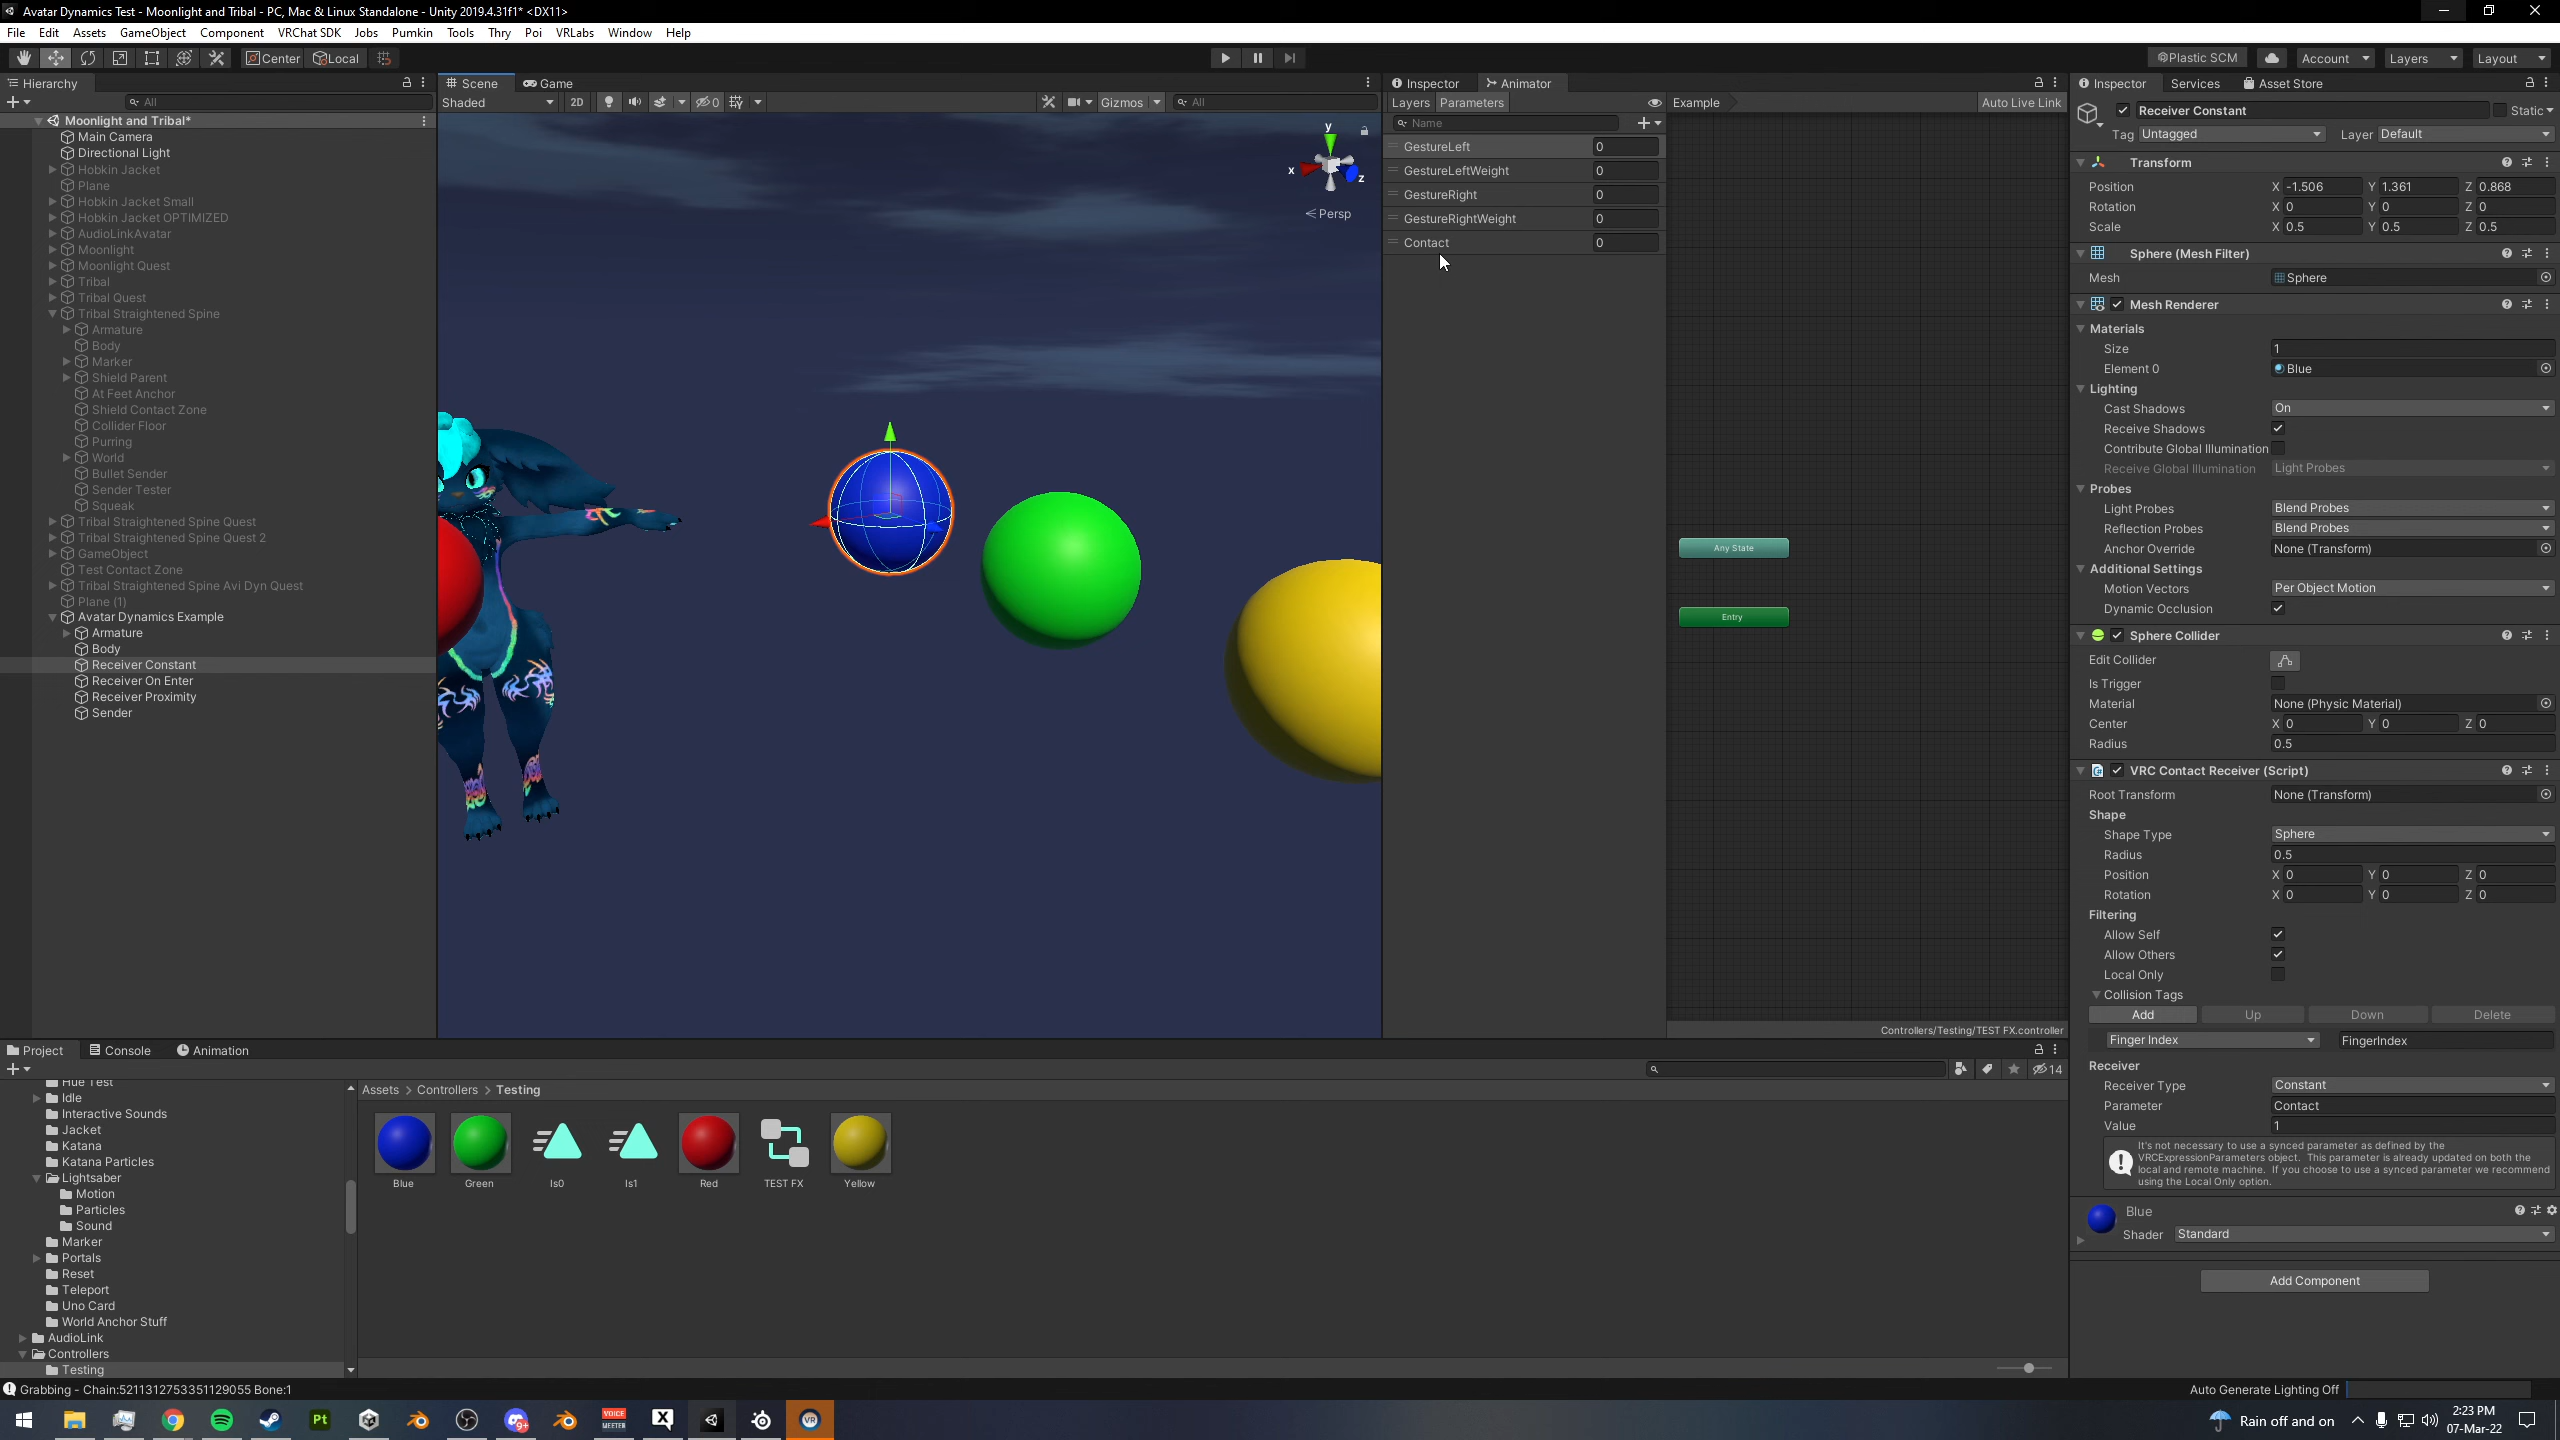 Avatar Dynamics Test - Moonlight and Tribal - PC, Mac & Linux Standalone - Unity 2019.4.31f1* <DX11>
File Edit Assets GameObject Component VRChat SDK Jobs Pumkin Tools Thry Poi VRLabs Window Help
Center Local Plastic SCM Account Layers Layout
Hierarchy
All
Moonlight and Tribal*
Main Camera
Directional Light
Hobkin Jacket
Plane
Hobkin Jacket Small
Hobkin Jacket OPTIMIZED
AudioLinkAvatar
Moonlight
Moonlight Quest
Tribal
Tribal Quest
Tribal Straightened Spine
Armature
Body
Marker
Shield Parent
At Feet Anchor
Shield Contact Zone
Collider Floor
Purring
World
Bullet Sender
Sender Tester
Squeak
Tribal Straightened Spine Quest
Tribal Straightened Spine Quest 2
GameObject
Test Contact Zone
Tribal Straightened Spine Avi Dyn Quest
Plane (1)
Avatar Dynamics Example
Armature
Body
Receiver Constant
Receiver On Enter
Receiver Proximity
Sender
Scene Game
Shaded 2D 0 Gizmos All
y
x z
Persp
Inspector Animator
Layers Parameters Example Auto Live Link
Name
GestureLeft 0
GestureLeftWeight 0
GestureRight 0
GestureRightWeight 0
Contact 0
Any State
Entry
Controllers/Testing/TEST FX.controller
Inspector Services Asset Store
Receiver Constant Static
Tag Untagged Layer Default
Transform
Position X -1.506 Y 1.361 Z 0.868
Rotation X 0 Y 0 Z 0
Scale X 0.5 Y 0.5 Z 0.5
Sphere (Mesh Filter)
Mesh Sphere
Mesh Renderer
Materials
Size 1
Element 0 Blue
Lighting
Cast Shadows On
Receive Shadows
Contribute Global Illumination
Receive Global Illumination Light Probes
Probes
Light Probes Blend Probes
Reflection Probes Blend Probes
Anchor Override None (Transform)
Additional Settings
Motion Vectors Per Object Motion
Dynamic Occlusion
Sphere Collider
Edit Collider
Is Trigger
Material None (Physic Material)
Center X 0 Y 0 Z 0
Radius 0.5
VRC Contact Receiver (Script)
Root Transform None (Transform)
Shape
Shape Type Sphere
Radius 0.5
Position X 0 Y 0 Z 0
Rotation X 0 Y 0 Z 0
Filtering
Allow Self
Allow Others
Local Only
Collision Tags
Add Up Down Delete
Finger Index FingerIndex
Receiver
Receiver Type Constant
Parameter Contact
Value 1
It's not necessary to use a synced parameter as defined by the
VRCExpressionParameters object. This parameter is already updated on both the
local and remote machine. If you choose to use a synced parameter we recommend
using the Local Only option.
Blue
Shader Standard
Add Component
Project Console Animation
14
Hue Test
Idle
Interactive Sounds
Jacket
Katana
Katana Particles
Lightsaber
Motion
Particles
Sound
Marker
Portals
Reset
Teleport
Uno Card
World Anchor Stuff
AudioLink
Controllers
Testing
Assets > Controllers > Testing
Blue Green Is0 Is1 Red TEST FX Yellow
Grabbing - Chain:5211312753351129055 Bone:1
Auto Generate Lighting Off
Pt VOICE MEETER X 9+ VR
Rain off and on
2:23 PM
07-Mar-22